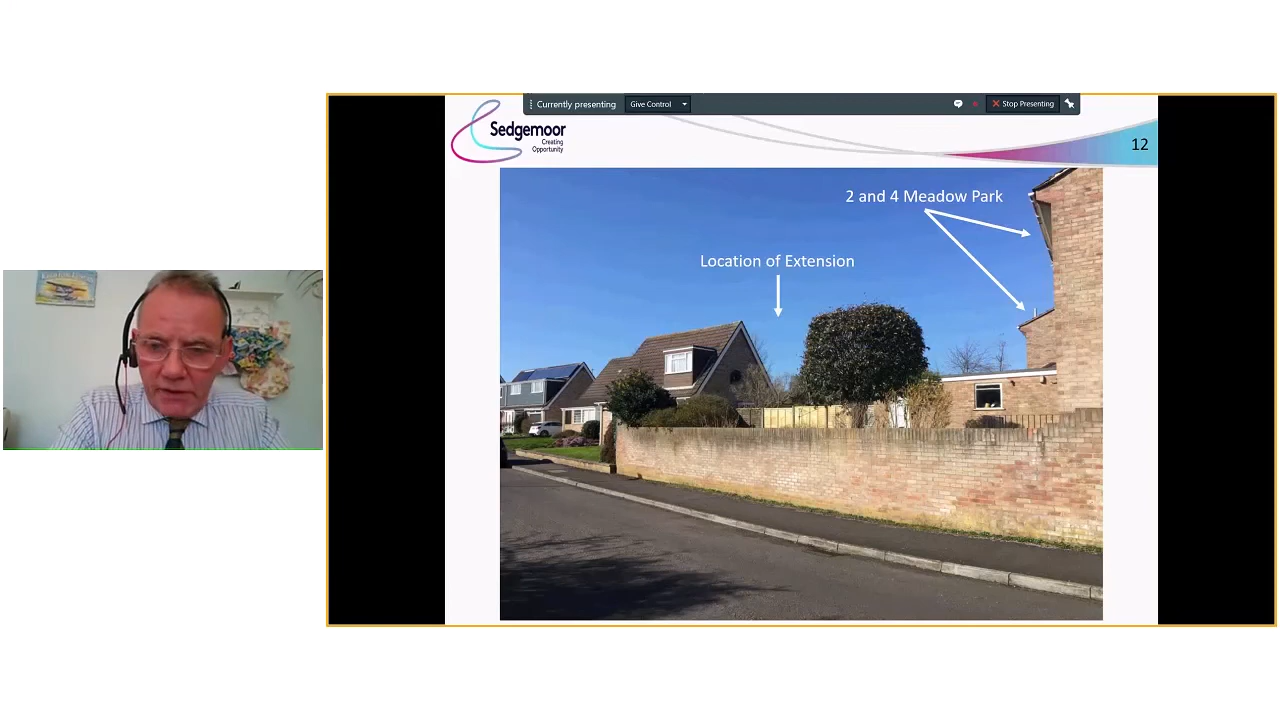 Currently presenting
Give Control
Stop Presenting
Sedgemoor
Creating
Opportunity
12
2 and 4 Meadow Park
Location of Extension